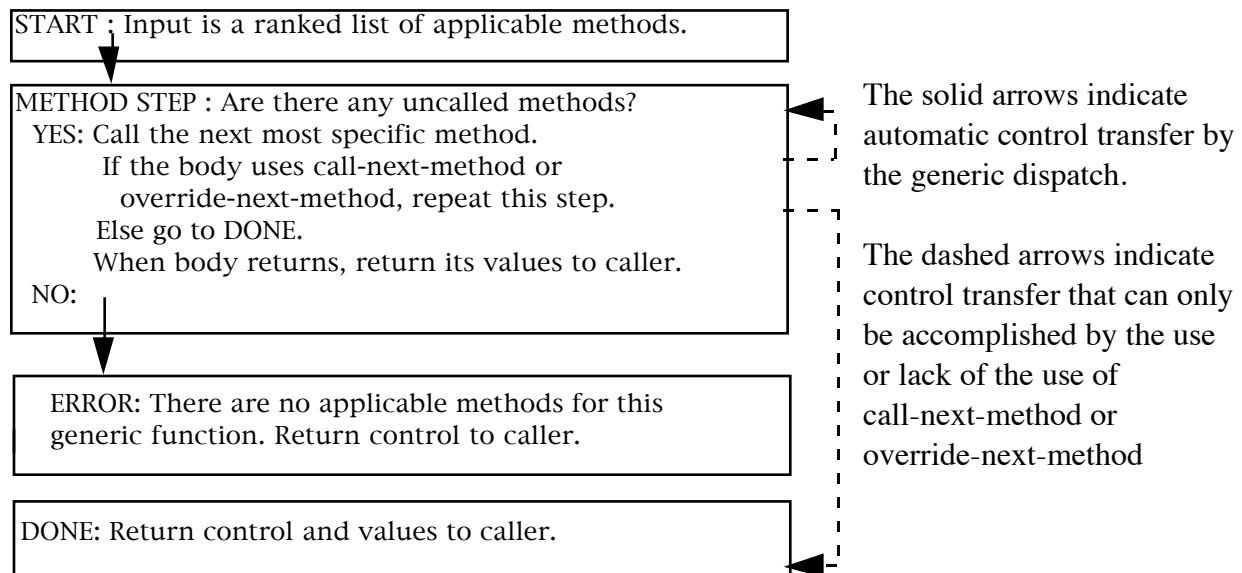 START : Input is a ranked list of applicable methods.
METHOD STEP : Are there any uncalled methods?
YES: Call the next most specific method.
If the body uses call-next-method or
override-next-method, repeat this step.
Else go to DONE.
When body returns, return its values to caller.
NO:
ERROR: There are no applicable methods for this
generic function. Return control to caller.
DONE: Return control and values to caller.
The solid arrows indicate
automatic control transfer by
the generic dispatch.
The dashed arrows indicate
control transfer that can only
be accomplished by the use
or lack of the use of
call-next-method or
override-next-method